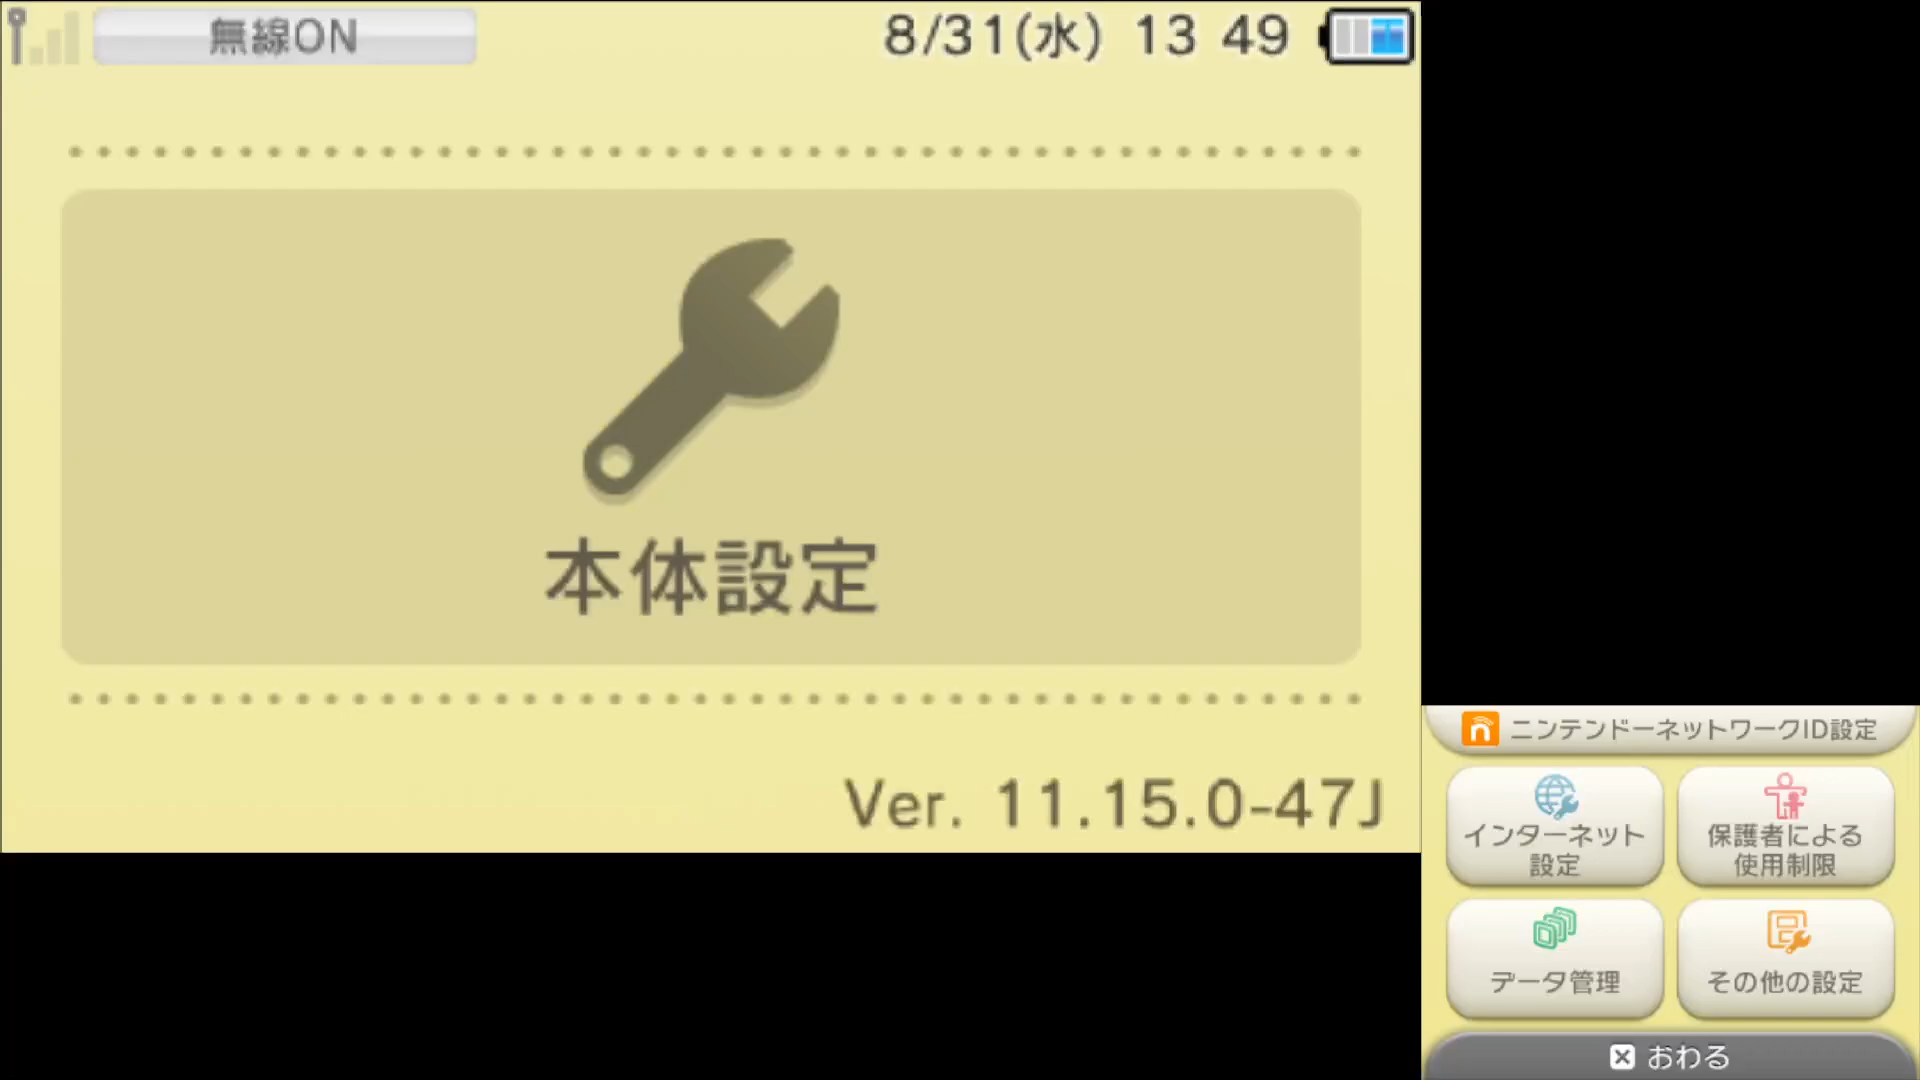 無線ON
8/31(水) 13 49
本体設定
Ver. 11.15.0-47J
ニンテンドーネットワークID設定
インターネット
設定
保護者による
使用制限
データ管理
その他の設定
おわる